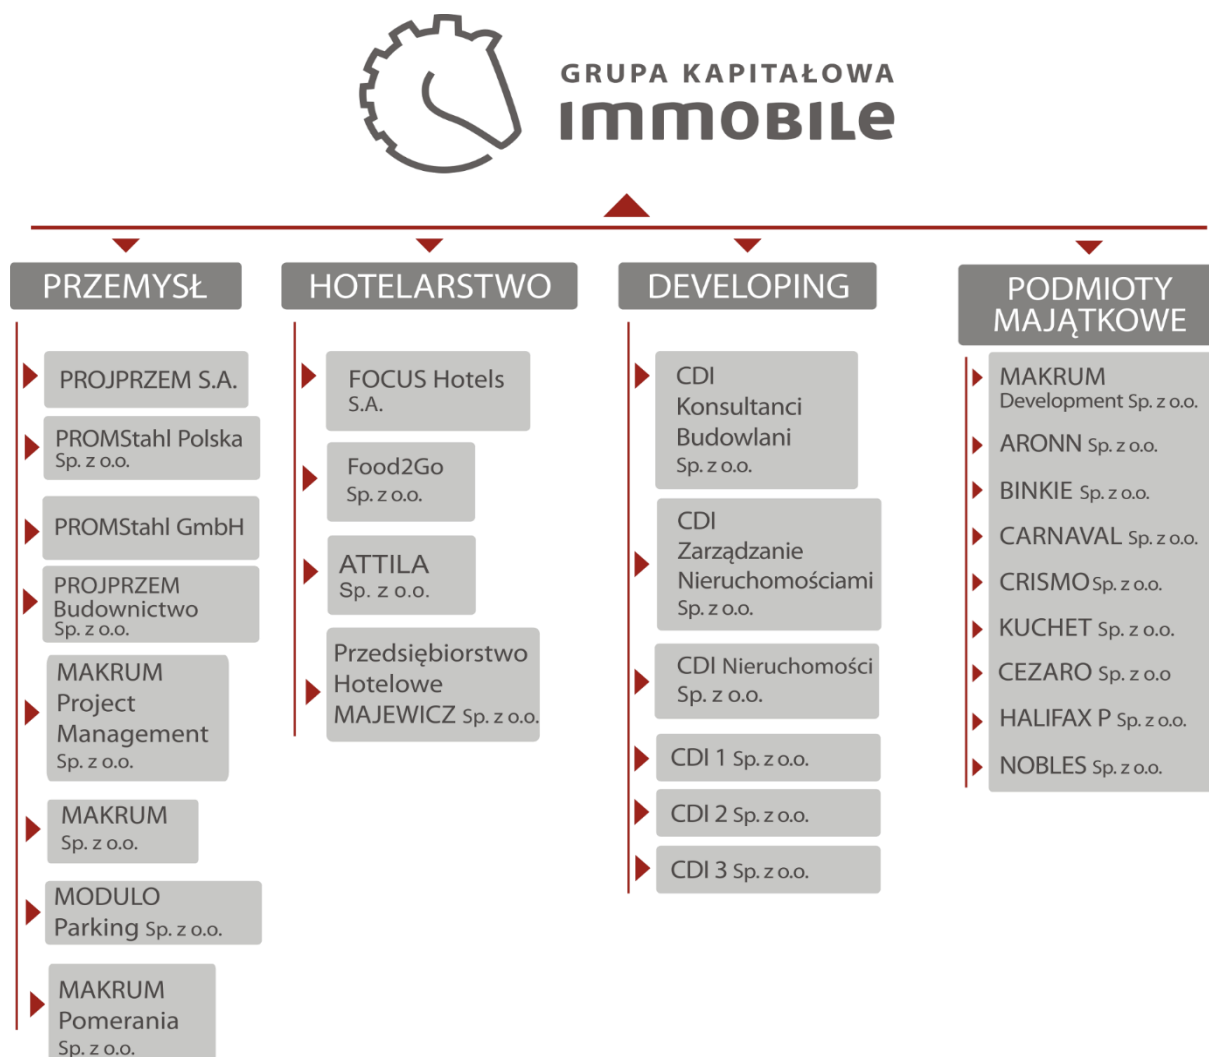 GRUPA KAPITAŁOWA
IMMOBILE
PRZEMYSŁ
PROJPRZEM S.A.
PROMStahl Polska
Sp. z o.o.
PROMStahl GmbH
PROJPRZEM
Budownictwo
Sp. z o.o.
MAKRUM
Project
Management
Sp. z o.o.
MAKRUM
Sp. z o.o.
MODULO
Parking Sp. z o.o.
MAKRUM
Pomerania
Sp. z o.o.
HOTELARSTWO
FOCUS Hotels
S.A.
Food2Go
Sp. z o.o.
ATTILA
Sp. z o.o.
Przedsiębiorstwo
Hotelowe
MAJEWICZ Sp. z o.o.
DEVELOPING
CDI
Konsultanci
Budowlani
Sp. z o.o.
CDI
Zarządzanie
Nieruchomościami
Sp. z o.o.
CDI Nieruchomości
Sp. z o.o.
CDI 1 Sp. z o.o.
CDI 2 Sp. z o.o.
CDI 3 Sp. z o.o.
PODMIOTY
MAJĄTKOWE
MAKRUM
Development Sp. z o.o.
ARONN Sp. z o.o.
BINKIE Sp. z o.o.
CARNAVAL Sp. z o.o.
CRISMO Sp. z o.o.
KUCHET Sp. z o.o.
CEZARO Sp. z o.o
HALIFAX P Sp. z o.o.
NOBLES Sp. z o.o.